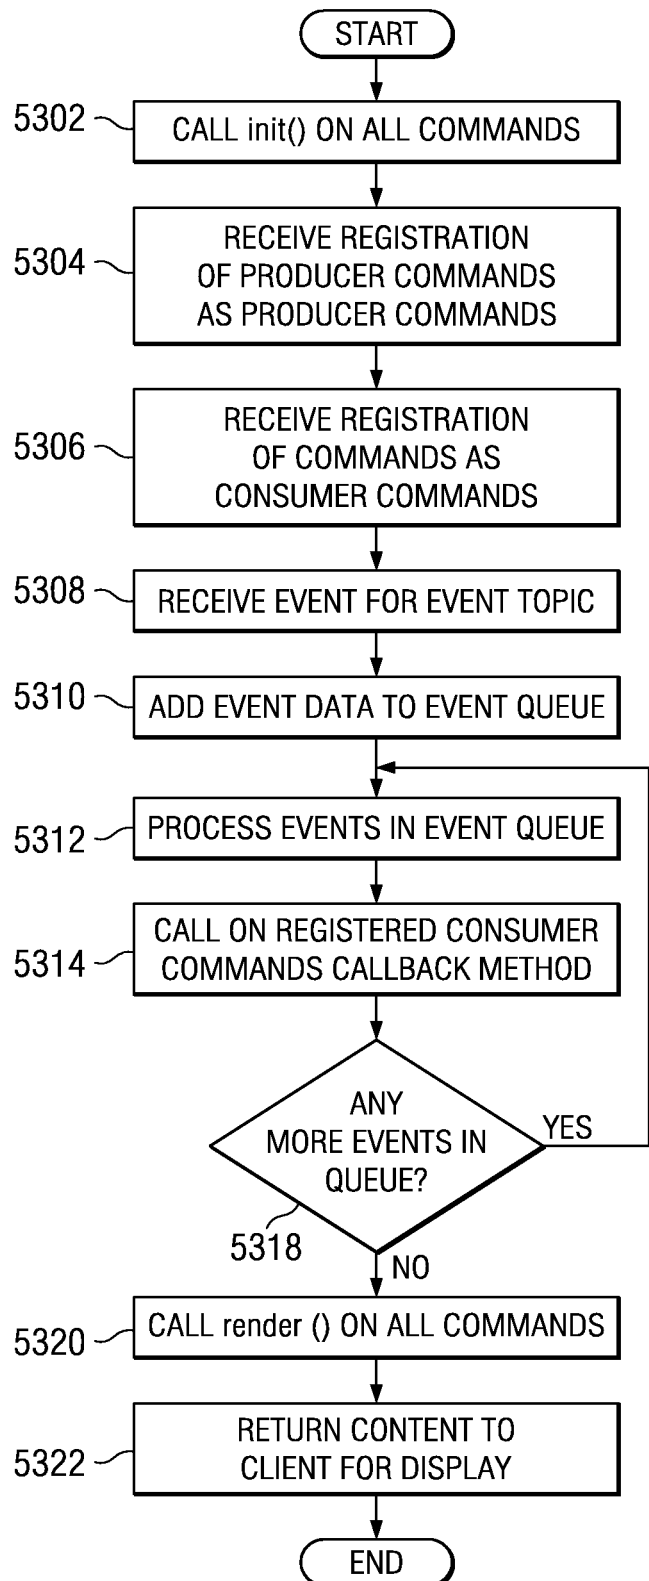 START
5302
CALL init() ON ALL COMMANDS
5304
RECEIVE REGISTRATION
OF PRODUCER COMMANDS
AS PRODUCER COMMANDS
5306
RECEIVE REGISTRATION
OF COMMANDS AS
CONSUMER COMMANDS
5308
RECEIVE EVENT FOR EVENT TOPIC
5310
ADD EVENT DATA TO EVENT QUEUE
5312
PROCESS EVENTS IN EVENT QUEUE
5314
CALL ON REGISTERED CONSUMER
COMMANDS CALLBACK METHOD
ANY
MORE EVENTS IN
QUEUE?
YES
5318
NO
5320
CALL render () ON ALL COMMANDS
5322
RETURN CONTENT TO
CLIENT FOR DISPLAY
END